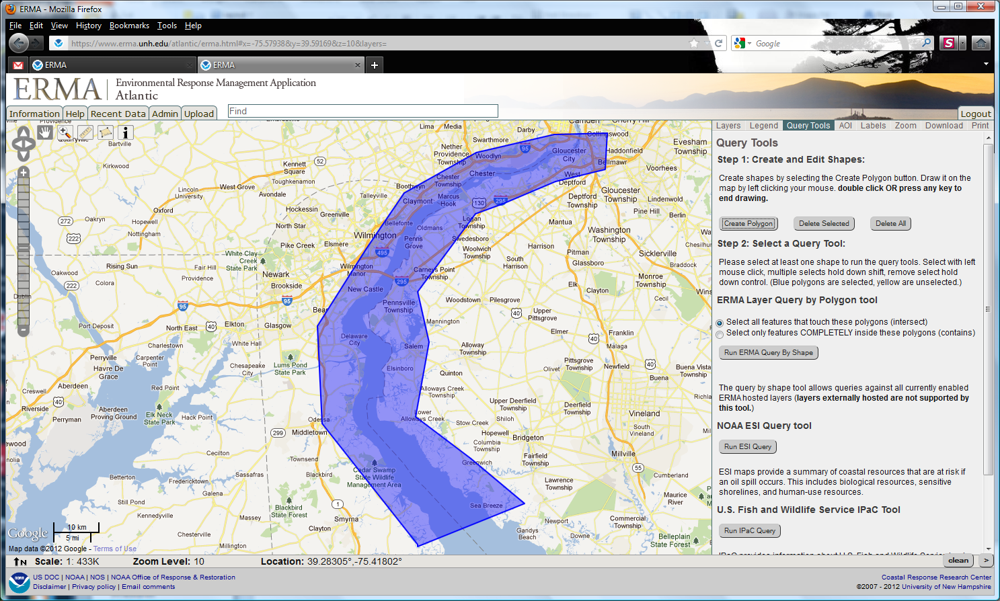 ERMA - Mozilla Firefox
File Edit View History Bookmarks Tools Help
https://www.erma.unh.edu/atlantic/erma.html#x=-75.57938&y=39.59169&z=10&layers=
Google
ERMA
ERMA
ERMA
Environmental Response Management Application
Atlantic
Find
Information Help Recent Data Admin Upload
Logout
Layers Legend Query Tools AOI Labels Zoom Download Print
Query Tools
Step 1: Create and Edit Shapes:
Create shapes by selecting the Create Polygon button. Draw it on the
map by left clicking your mouse. double click OR press any key to
end drawing.
Create Polygon Delete Selected Delete All
Step 2: Select a Query Tool:
Please select at least one shape to run the query tools. Select with left
mouse click, multiple selects hold down shift, remove select hold
down control. (Blue polygons are selected, yellow are unselected.)
ERMA Layer Query by Polygon tool
Select all features that touch these polygons (intersect)
Select only features COMPLETELY inside these polygons (contains)
Run ERMA Query By Shape
The query by shape tool allows queries against all currently enabled
ERMA hosted layers (layers externally hosted are not supported by
this tool.)
NOAA ESI Query tool
Run ESI Query
ESI maps provide a summary of coastal resources that are at risk if
an oil spill occurs. This includes biological resources, sensitive
shorelines, and human-use resources.
U.S. Fish and Wildlife Service IPaC Tool
Run IPaC Query
Bartville
Kirkwood
Lima Media
Darby
Swarthmore
Collingswood
Nether
Providence
Township
Woodlyn
95
Gloucester
City
Haddonfield
Evesham
Township
Bellmawr
Voorhees
52
Kennett
Square
Toughkenamon
West Grove
Avondale
Lincoln
University
Oxford
Chester
Chester
Township
Boothwyn
West
Deptford
Talleyville
Claymont
Marcus
Hook
130
295
Deptford
Township
Gloucester
Township
Lindenwold
Pine Hill
Berlin
272
Oakryn
Hopewell
222
Nottingham
Hockessin
Greenville
North Star
Bellefonte
Logan
Township
Oldmans
Mantua
Washington
Township
Chesilhur
Wilmington
Penns
Grove
Swedesboro
Pike Creek
Elsmere
495
Woolwich
Township
Harrison
Pitman
Glassboro
Sicklerville
Braddock
White Clay
Creek
State Park
Oakwood
Rising Sun
Fair Hill
Providence
Newark
Brookside
Wilmington
Manor
Carneys Point
Township
South
Harrison
Monroe
Township
222
Colora
295
New Castle
Elk
Clayton
Cecil
Wins
95
95
Bear
Pennsville
Township
Woodstown Pilesgrove
40
Upper
Pittsgrove
Mannington
Port Deposit
North East
40
Elkton
Glasgow
Delaware
City
Salem
Elmer
40
Franklin
Malaga
Charlestown
White Hall
Alloway
Township
Perryville
Carpenter
Point
Havre De
Grace
Chesapeake
City
Lums Pond
State Park
Elsinboro
Quinton
Olivet
Pittsgrove
Township
Newfield
40
Buena Vista
Township
Buena
Aberdeen
Creswell
40
Riverside
Red Point
Alloways Creek
Township
Aberdeen
Proving Ground
Elk Neck
State Park
Hack Point
Perryman
Odessa
Lower
Alloways Creek
Upper Deerfield
Township
Deerfield
Township
Vineland
Stow Creek
Shiloh
South
Vineland
299
Middletown
Hopewell
Bridgeton
Columbia
Township
Cecilton
Townsend
Greenwich
Fairfield
Township
Millville
55
Betterton
Fredericktown
Galena
Sassafras
Blackbird
Cedar Swamp
State Wildlife
Management Area
Lawrence
Township
Cumberland
Still Pond
1
Sea Breeze
Maurice
River
Kennedyville
Massey
Blackbird
State Forest
Smyrna
Newport
Commercial
Township
Chesterville
Clayton
Gandys
Beach
Downe
Belleplain
State Forest
Millington
10 km
5 mi
Google
Map data ©2012 Google - Terms of Use
N Scale: 1: 433K Zoom Level: 10 Location: 39.28305°,-75.41802°
clean >
US DOC | NOAA | NOS | NOAA Office of Response & Restoration
Disclaimer | Privacy policy | Email comments
Coastal Response Research Center
©2007 - 2012 University of New Hampshire